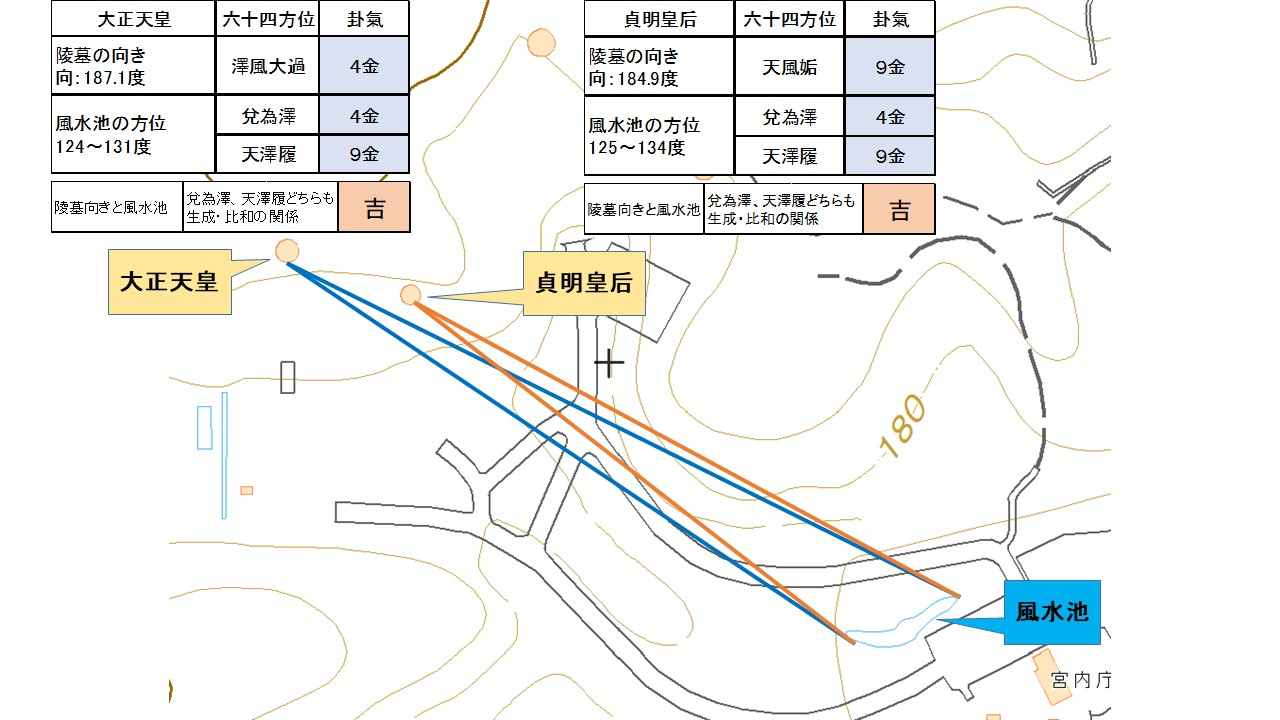 大正天皇 六十四方位 卦氣
陵墓の向き
向：187.1度
澤風大過 4金
風水池の方位
124～131度
兌為澤 4金
天澤履 9金
陵墓向きと風水池
兌為澤、天澤履どちらも
生成・比和の関係
吉
貞明皇后 六十四方位 卦氣
陵墓の向き
向：184.9度
天風姤 9金
風水池の方位
125～134度
兌為澤 4金
天澤履 9金
陵墓向きと風水池
兌為澤、天澤履どちらも
生成・比和の関係
吉
大正天皇
貞明皇后
180
風水池
宮内庁